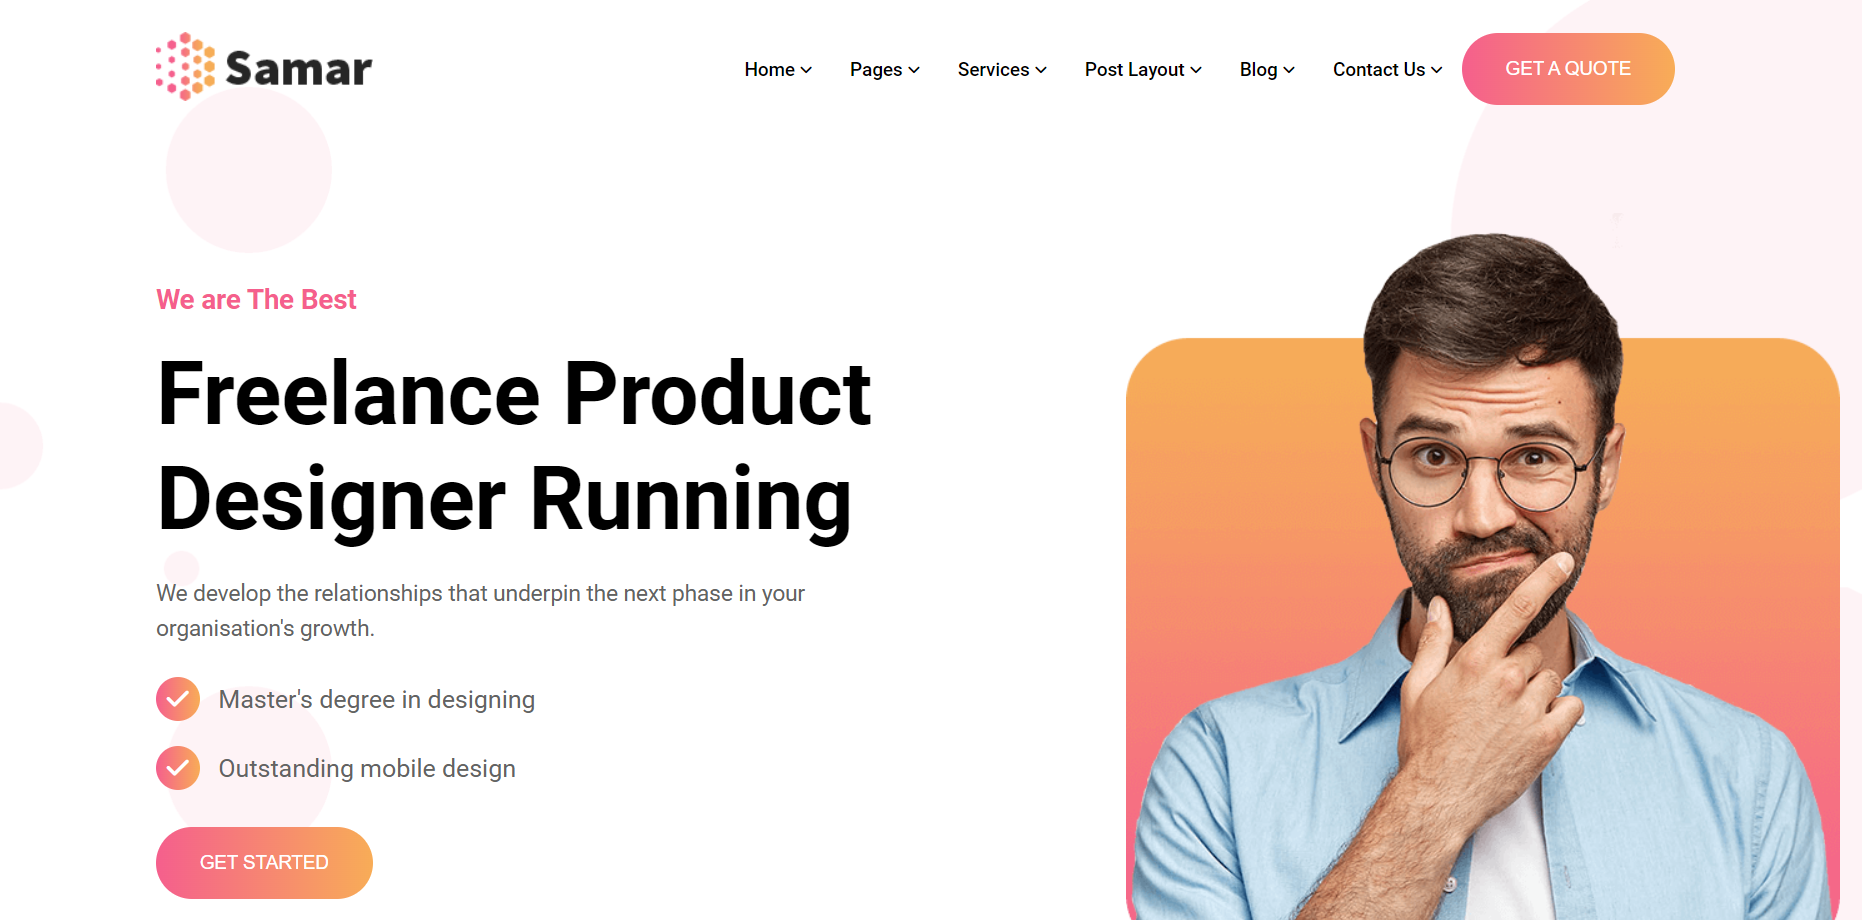 Samar
Home
Pages
Services
Post Layout
Blog
Contact Us
GET A QUOTE
We are The Best
Freelance Product
Designer Running
We develop the relationships that underpin the next phase in your
organisation's growth.
Master's degree in designing
Outstanding mobile design
GET STARTED